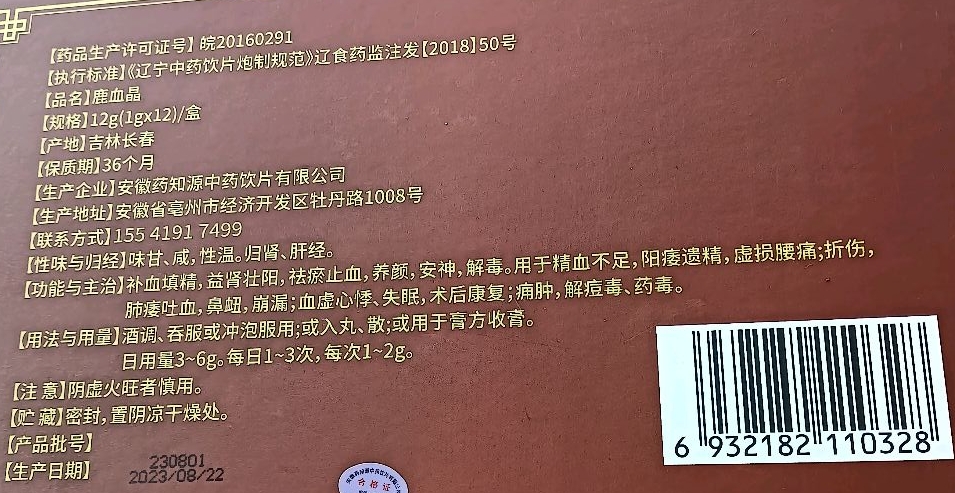 【药品生产许可证号】皖20160291
【执行标准】《辽宁中药饮片炮制规范》辽食药监注发【2018】50号
【品名】鹿血晶
【规格】12g(1gx12)/盒
【产地】吉林长春
【保质期】36个月
【生产企业】安徽药知源中药饮片有限公司
【生产地址】安徽省亳州市经济开发区牡丹路1008号
【联系方式】155 4191 7499
【性味与归经】味甘、咸,性温。归肾、肝经。
【功能与主治】补血填精,益肾壮阳,祛瘀止血,养颜,安神,解毒。用于精血不足,阳痿遗精,虚损腰痛;折伤,
肺痿吐血,鼻衄,崩漏;血虚心悸、失眠,术后康复;痈肿,解痘毒、药毒。
【用法与用量】酒调、吞服或冲泡服用;或入丸、散;或用于膏方收膏。
日用量3~6g。每日1~3次,每次1~2g。
【注 意】阴虚火旺者慎用。
【贮 藏】密封,置阴凉干燥处。
【产品批号】
230801
【生产日期】
2023/08/22
合格证
6 932182 110328